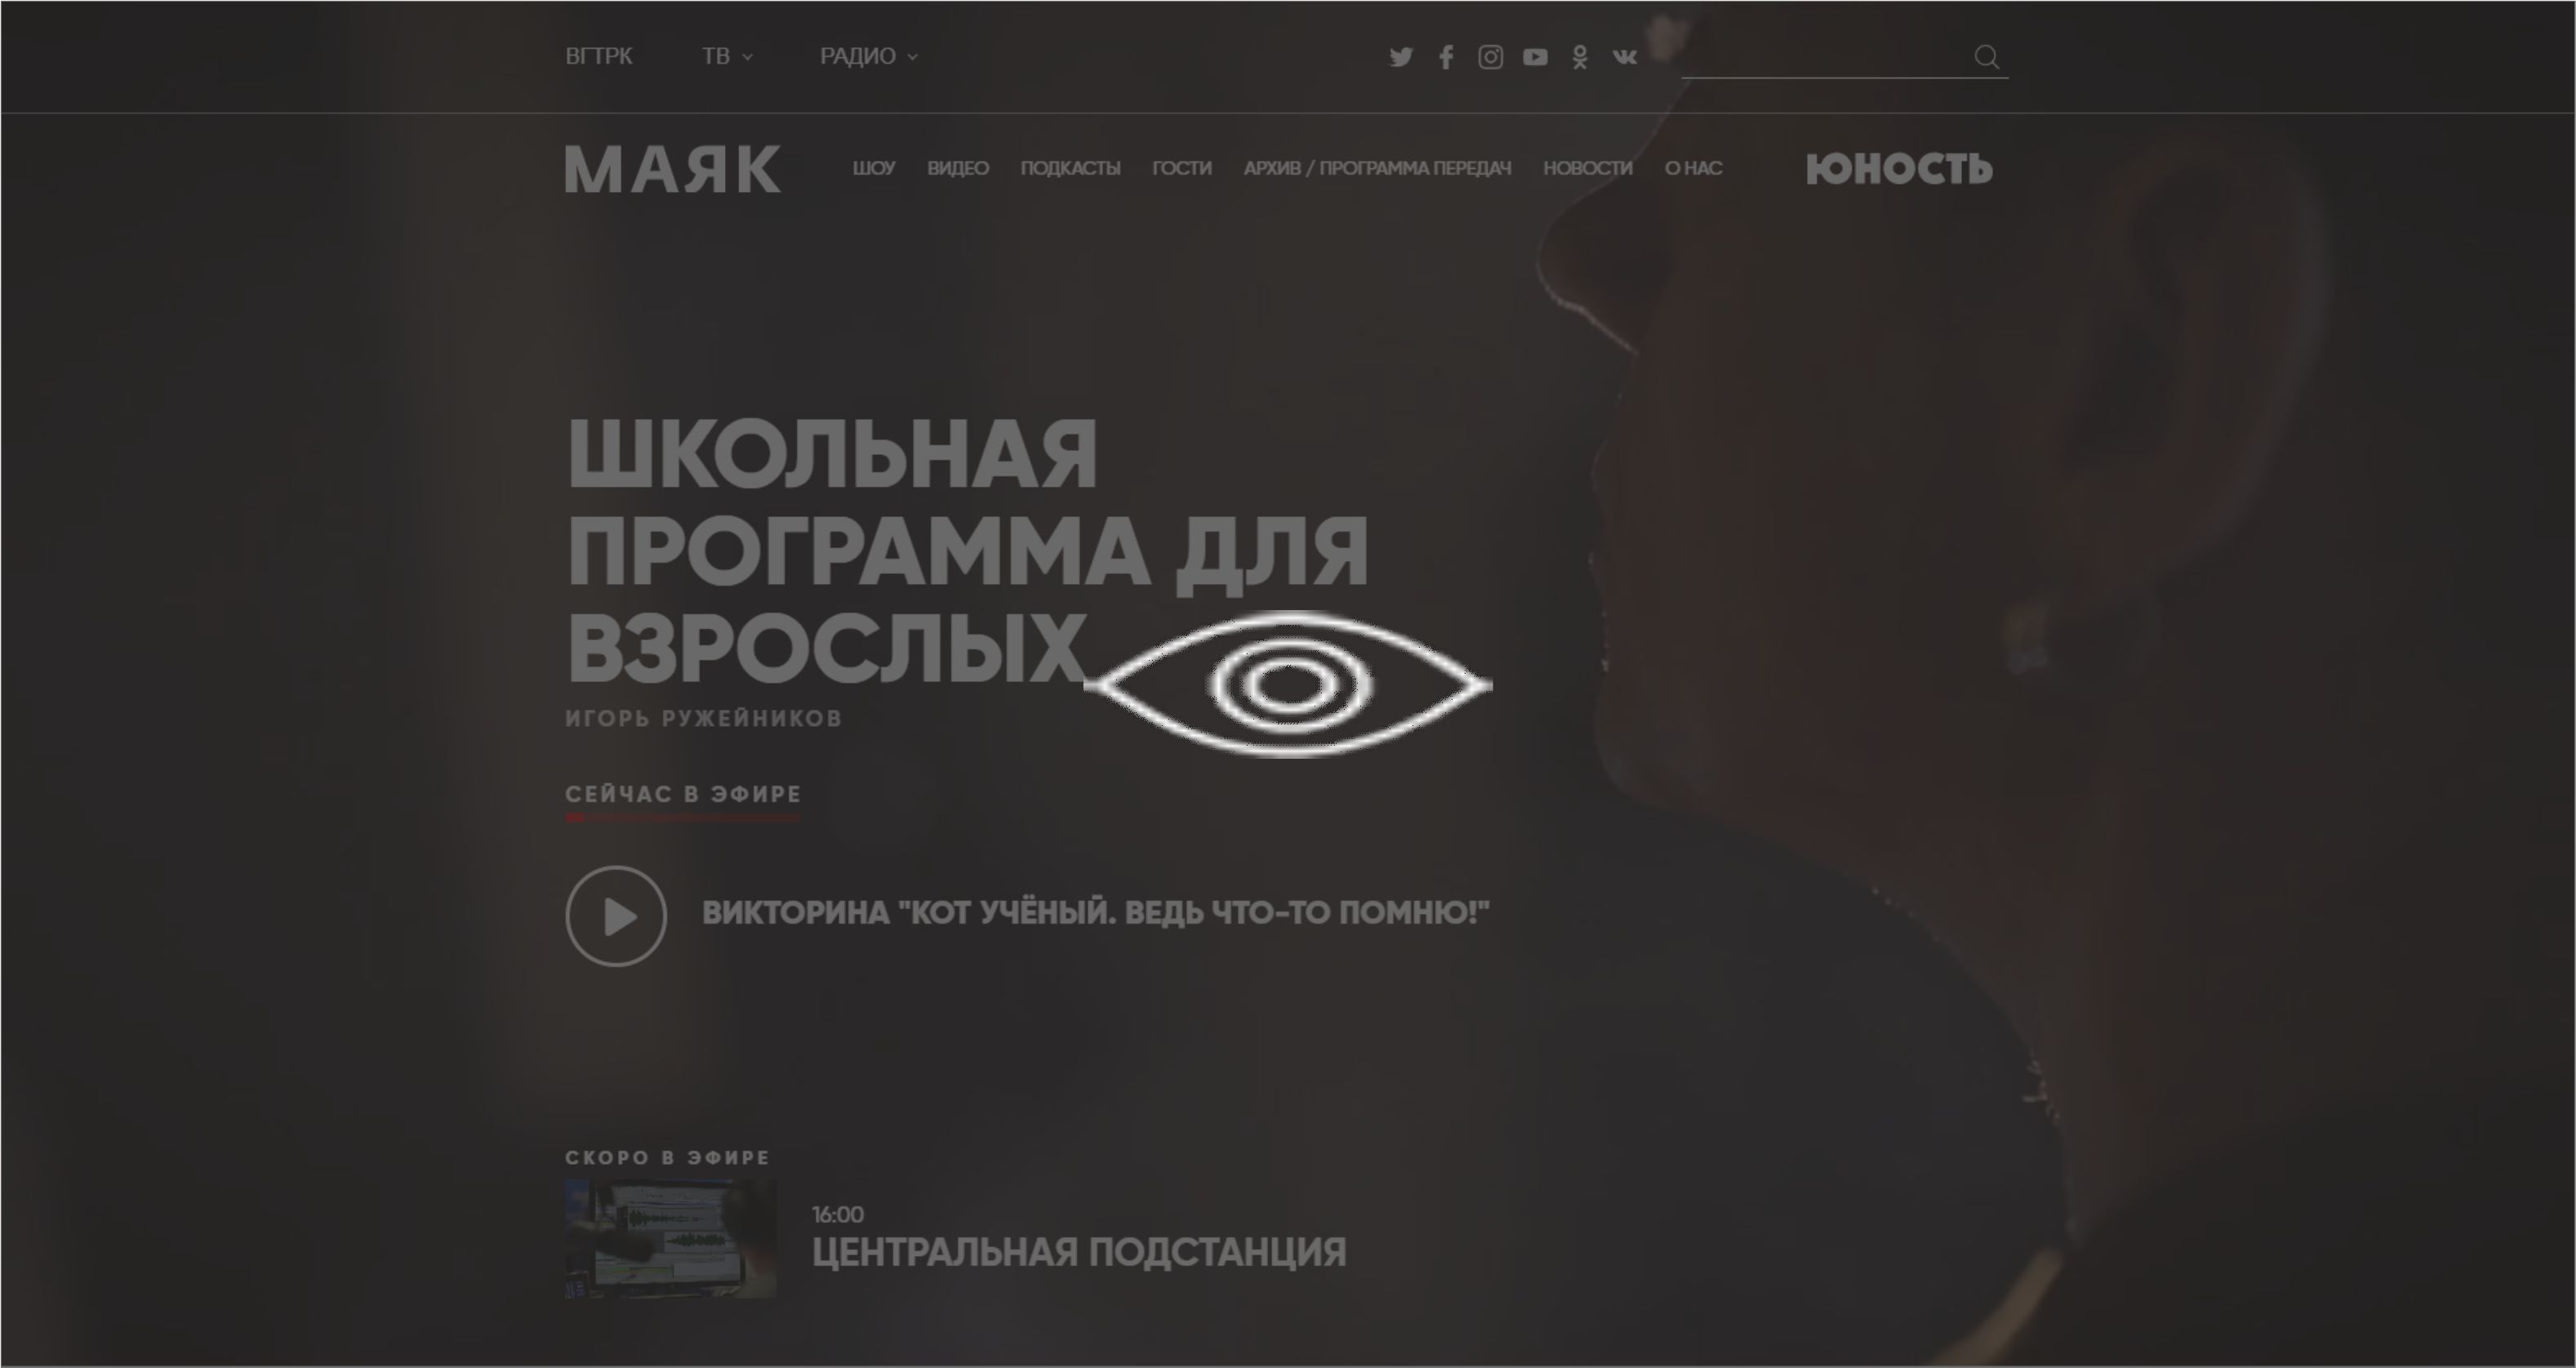 ВГТРК ТВ РАДИО
МАЯК ШОУ ВИДЕО ПОДКАСТЫ ГОСТИ АРХИВ / ПРОГРАММА ПЕРЕДАЧ НОВОСТИ О НАС ЮНОСТЬ
ШКОЛЬНАЯ
ПРОГРАММА ДЛЯ
ВЗРОСЛЫХ
ИГОРЬ РУЖЕЙНИКОВ
СЕЙЧАС В ЭФИРЕ
ВИКТОРИНА "КОТ УЧЁНЫЙ. ВЕДЬ ЧТО-ТО ПОМНЮ!"
СКОРО В ЭФИРЕ
16:00
ЦЕНТРАЛЬНАЯ ПОДСТАНЦИЯ